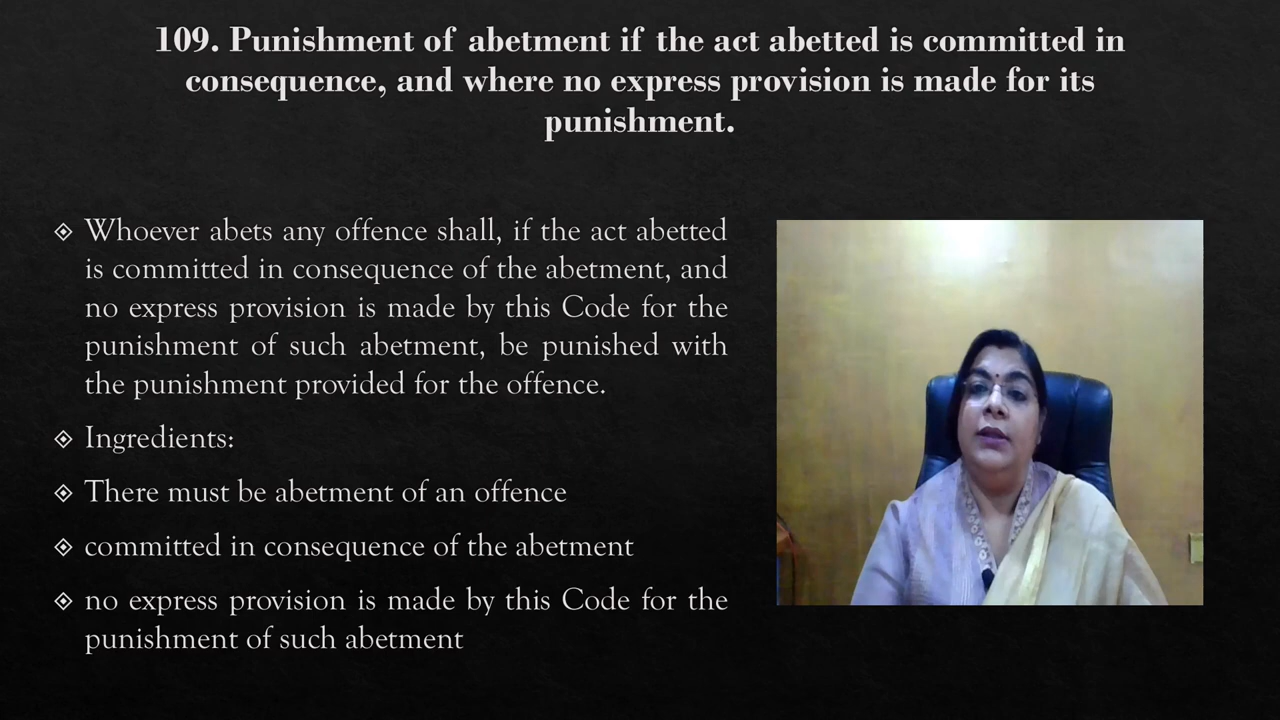 109. Punishment of abetment if the act abetted is committed in
consequence, and where no express provision is made for its
punishment.
Whoever abets any offence shall, if the act abetted
is committed in consequence of the abetment, and
no express provision is made by this Code for the
punishment of such abetment, be punished with
the punishment provided for the offence.
Ingredients:
There must be abetment of an offence
committed in consequence of the abetment
no express provision is made by this Code for the
punishment of such abetment